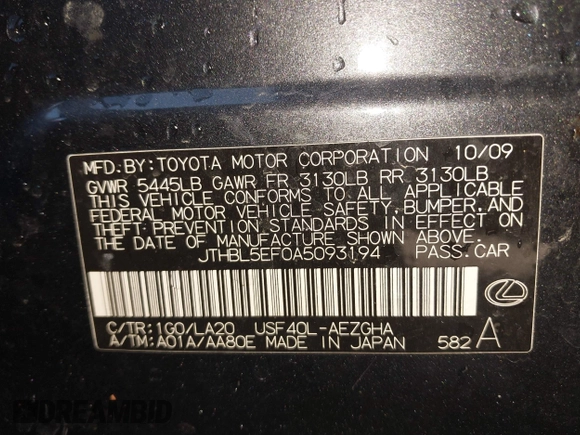 MFD.BY:TOYOTA MOTOR CORPORATION 10/09
GVWR 5445LB GAWR FR 3130LB RR 3130LB
THIS VEHICLE CONFORMS TO ALL APPLICABLE
FEDERAL MOTOR VEHICLE SAFETY,BUMPER,AND
THEFT PREVENTION STANDARDS IN EFFECT ON
THE DATE OF MANUFACTURE SHOWN ABOVE.
JTHBL5EF0A5093194 PASS.CAR
C/TR:1G0/LA20 USF40L-AEZGHA
A/TM:A01A/AA80E MADE IN JAPAN 582 A
DREAMBID